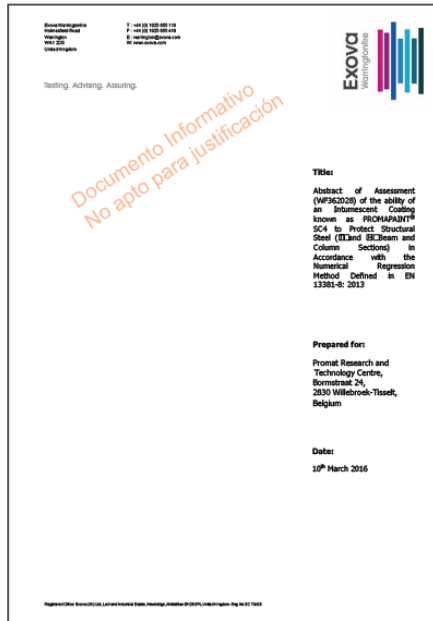 Exova Warringtonfire
Holmesfield Road
Warrington
WA1 2DS
United Kingdom
T : +44 (0) 1925 655 116
F : +44 (0) 1925 655 419
E: warrington@exova.com
W: www.exova.com
Testing. Advising. Assuring.
Exova
Warringtonfire
Documento Informativo
No apto para justificación
Title:
Abstract of Assessment
(WF362028) of the ability of
an Intumescent Coating
known as PROMAPAINT®
SC4 to Protect Structural
Steel and Beam and
Column Sections) in
Accordance with the
Numerical Regression
Method Defined in EN
13381-8: 2013
Prepared for:
Promat Research and
Technology Centre,
Bormstraat 24,
2830 Willebroek-Tisselt,
Belgium
Date:
10th March 2016